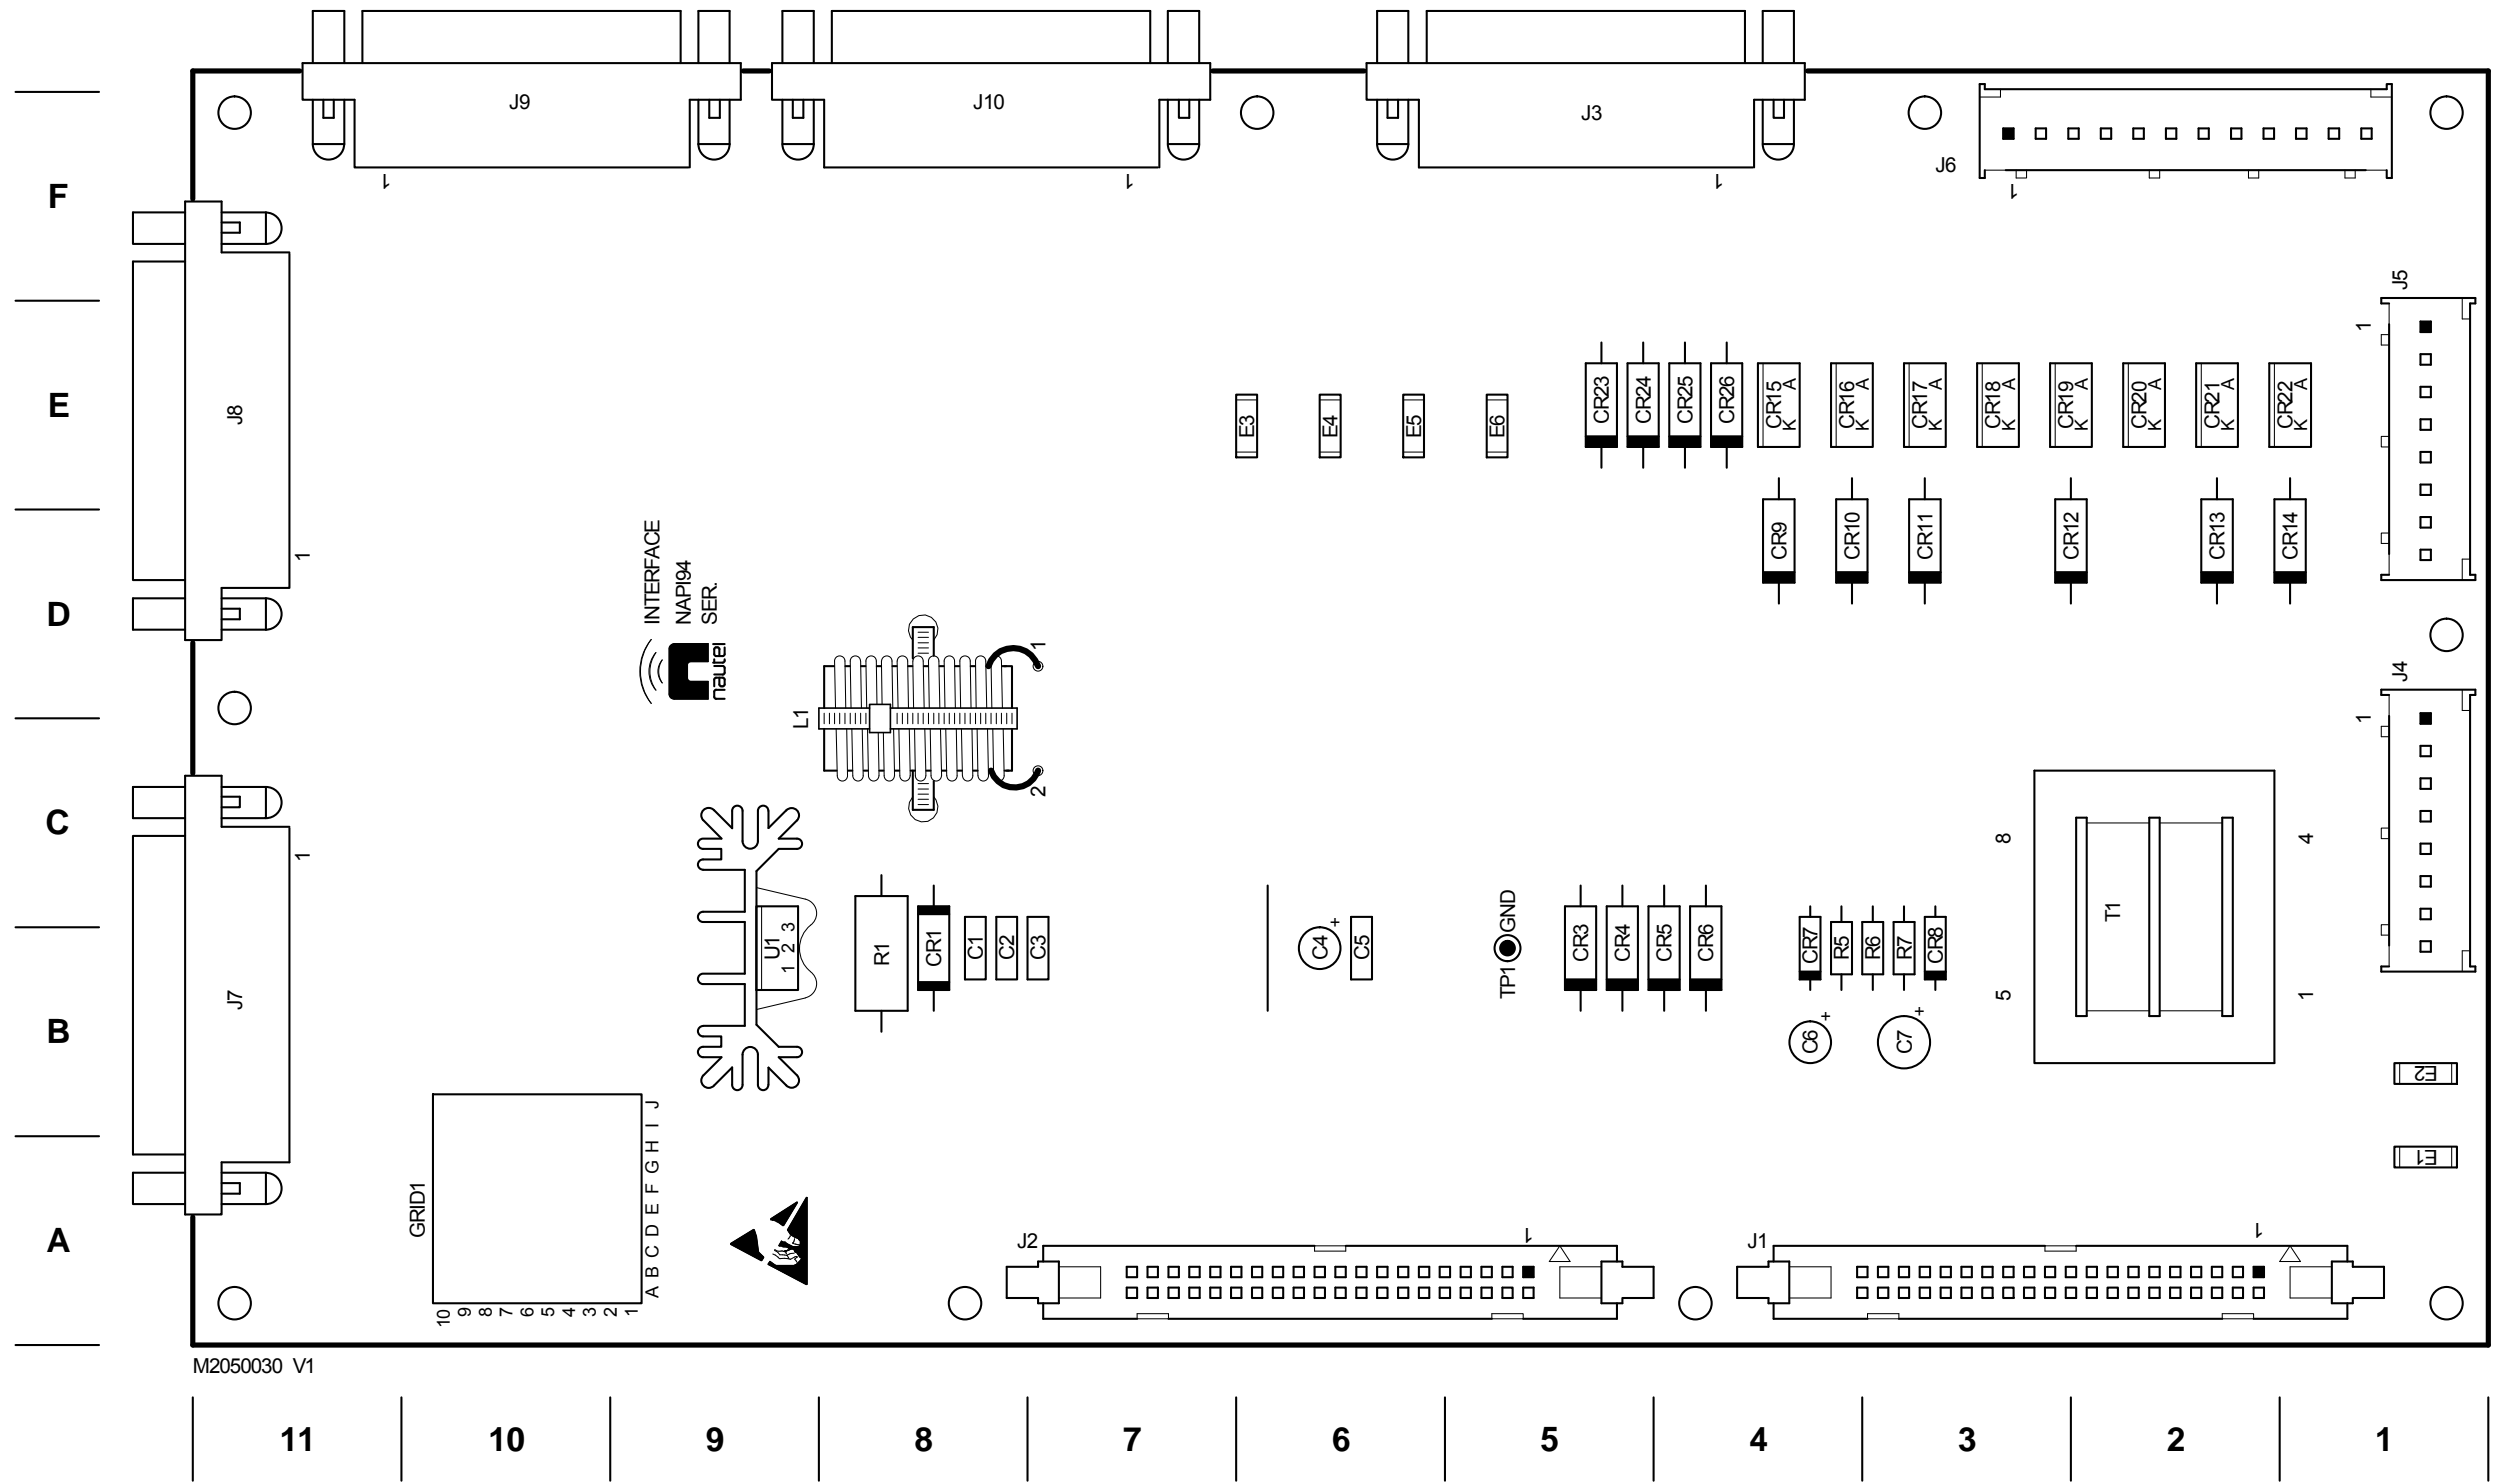 J9
J10
J3
J6
1
1
1
1
F
J5
1
E
J8
E3
E4
E5
E6
CR23
CR24
CR25
CR26
CR15
K A
CR16
K A
CR17
K A
CR18
K A
CR19
K A
CR20
K A
CR21
K A
CR22
K A
1
D
INTERFACE
NAPI94
SER.
nautel
CR9
CR10
CR11
CR12
CR13
CR14
L1
1
2
J4
1
C
1
8
4
J7
U1
1 2 3
R1
CR1
C1
C2
C3
C4
+
C5
TP1
GND
CR3
CR4
CR5
CR6
CR7
R5
R6
R7
CR8
T1
5
1
B
C6
+
C7
+
E2
E1
GRID1
A B C D E F G H I J
10 9 8 7 6 5 4 3 2 1
A
J2
1
J1
1
M2050030 V1
11 10 9 8 7 6 5 4 3 2 1